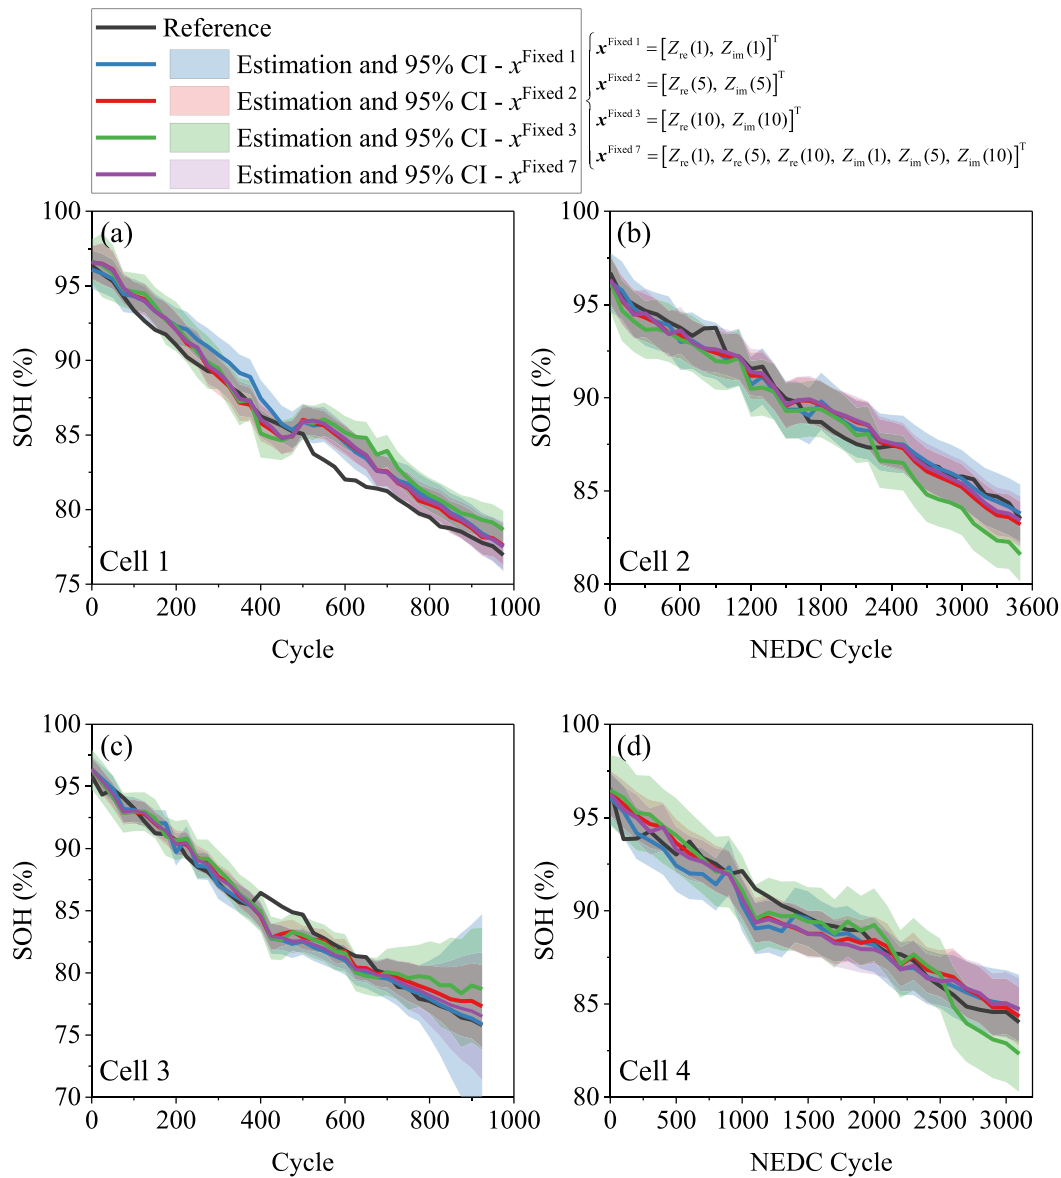 Reference
Estimation and 95% CI - x^Fixed 1
Estimation and 95% CI - x^Fixed 2
Estimation and 95% CI - x^Fixed 3
Estimation and 95% CI - x^Fixed 7
x^Fixed 1 = [Z_re(1), Z_im(1)]^T
x^Fixed 2 = [Z_re(5), Z_im(5)]^T
x^Fixed 3 = [Z_re(10), Z_im(10)]^T
x^Fixed 7 = [Z_re(1), Z_re(5), Z_re(10), Z_im(1), Z_im(5), Z_im(10)]^T
(a)
SOH (%)
100
95
90
85
80
75
Cell 1
0 200 400 600 800 1000
Cycle
(b)
SOH (%)
100
95
90
85
80
Cell 2
0 600 1200 1800 2400 3000 3600
NEDC Cycle
(c)
SOH (%)
100
95
90
85
80
75
70
Cell 3
0 200 400 600 800 1000
Cycle
(d)
SOH (%)
100
95
90
85
80
Cell 4
0 500 1000 1500 2000 2500 3000
NEDC Cycle